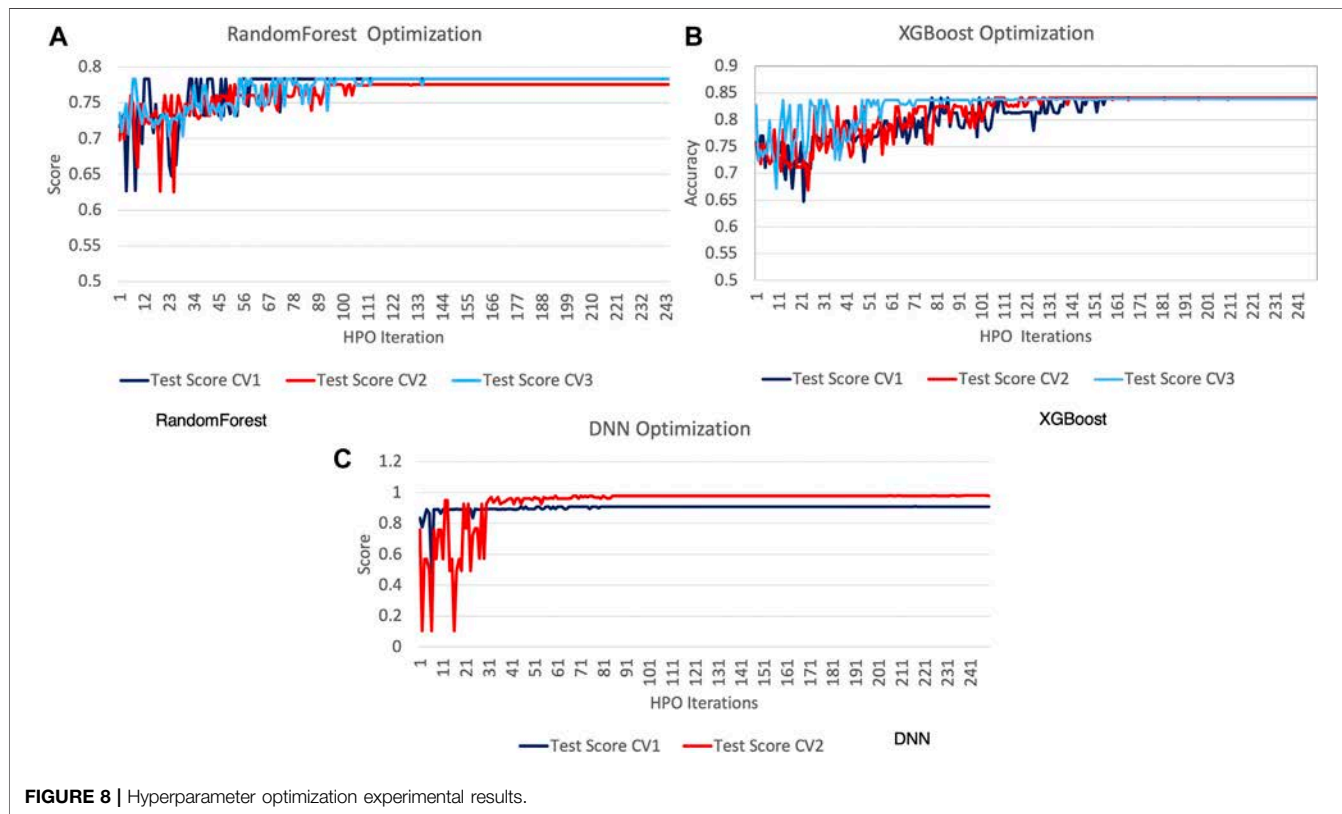 A
RandomForest Optimization
Score
0.8
0.75
0.7
0.65
0.6
0.55
0.5
1 12 23 34 45 56 67 78 89 100 111 122 133 144 155 166 177 188 199 210 221 232 243
HPO Iteration
Test Score CV1 Test Score CV2 Test Score CV3
RandomForest
B
XGBoost Optimization
Accuracy
0.9
0.85
0.8
0.75
0.7
0.65
0.6
0.55
0.5
1 11 21 31 41 51 61 71 81 91 101 111 121 131 141 151 161 171 181 191 201 211 221 231 241
HPO Iterations
Test Score CV1 Test Score CV2 Test Score CV3
XGBoost
C
DNN Optimization
Score
1.2
1
0.8
0.6
0.4
0.2
0
1 11 21 31 41 51 61 71 81 91 101 111 121 131 141 151 161 171 181 191 201 211 221 231 241
HPO Iterations
Test Score CV1 Test Score CV2
DNN
FIGURE 8 | Hyperparameter optimization experimental results.